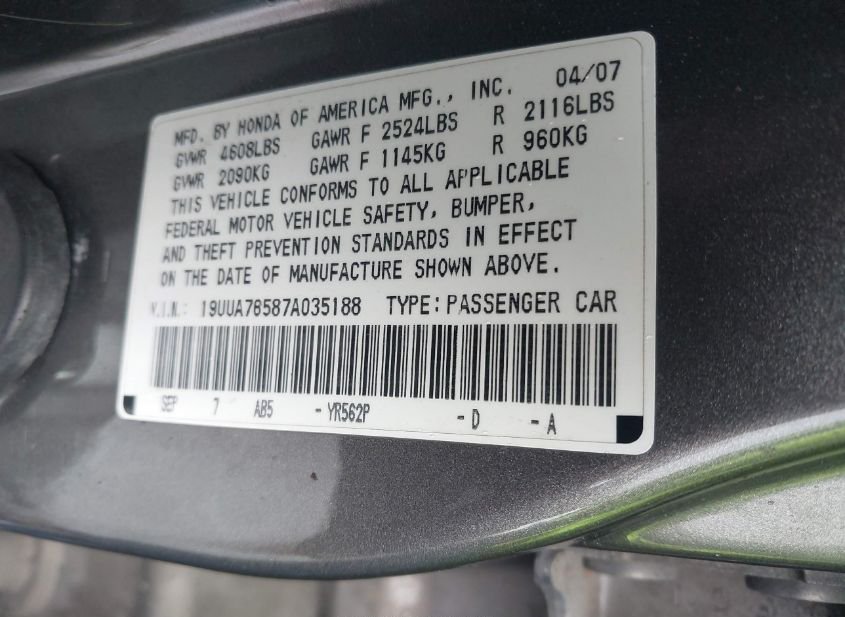 04/07
MFD. BY HONDA OF AMERICA MFG., INC.
GVWR 4608LBS GAWR F 2524LBS R 2116LBS
GVWR 2090KG GAWR F 1145KG R 960KG
THIS VEHICLE CONFORMS TO ALL APPLICABLE
FEDERAL MOTOR VEHICLE SAFETY, BUMPER,
AND THEFT PREVENTION STANDARDS IN EFFECT
ON THE DATE OF MANUFACTURE SHOWN ABOVE.
V.I.N.: 19UUA76587A035188 TYPE: PASSENGER CAR
SEP 7 AB5 - YR562P - D - A